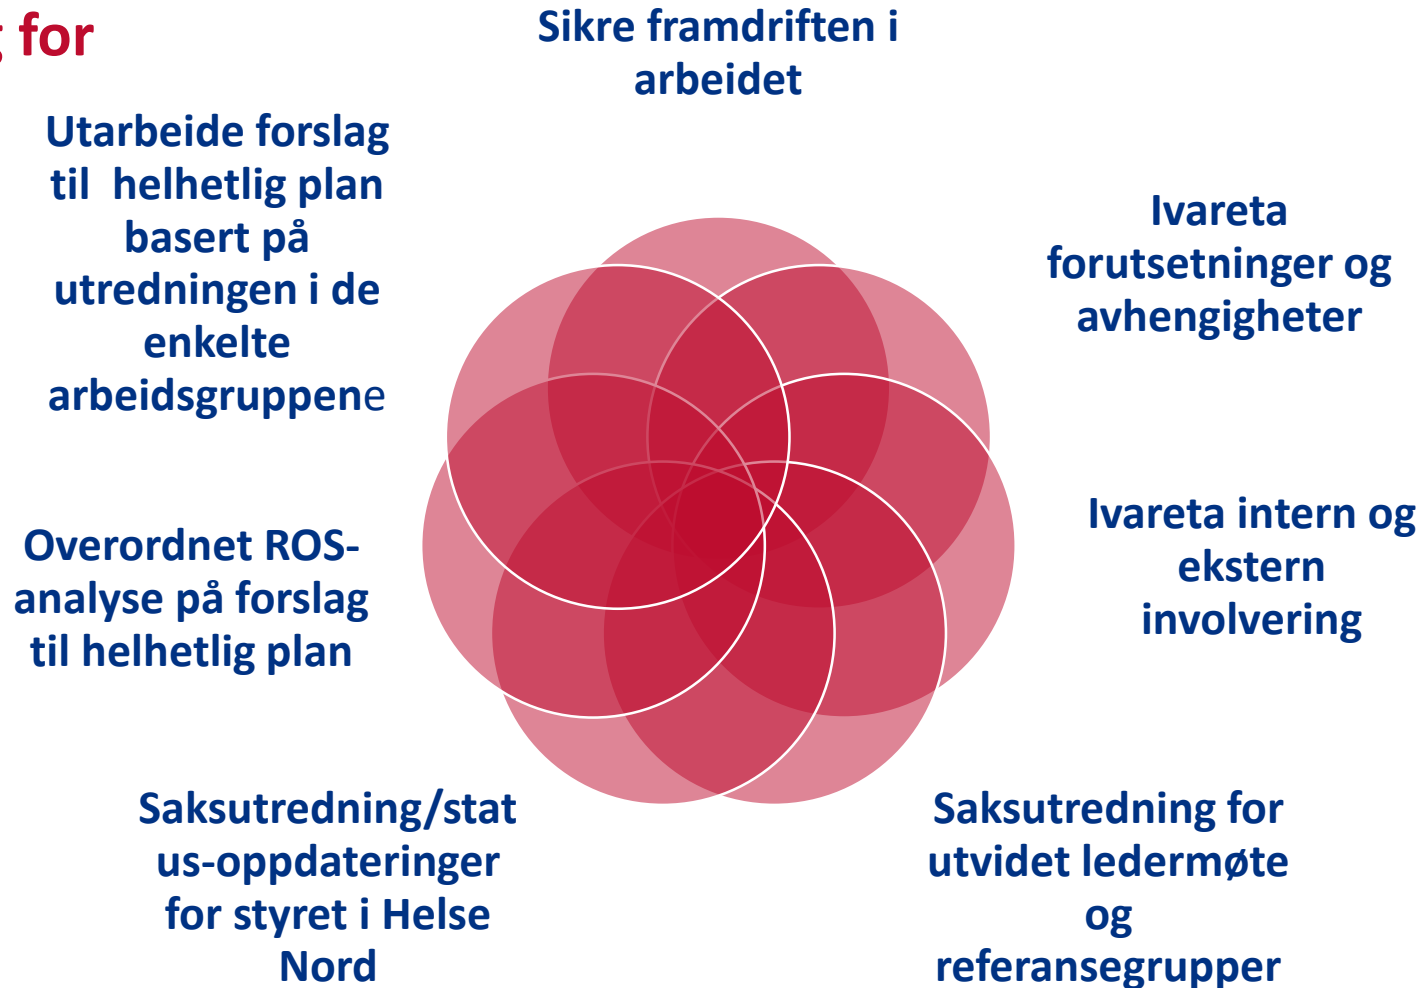 for
Sikre framdriften i
arbeidet
Ivareta
forutsetninger og
avhengigheter
Ivareta intern og
ekstern
involvering
Saksutredning for
utvidet ledermøte
og
referansegrupper
Saksutredning/stat
us-oppdateringer
for styret i Helse
Nord
Overordnet ROS-
analyse på forslag
til helhetlig plan
Utarbeide forslag
til helhetlig plan
basert på
utredningen i de
enkelte
arbeidsgruppene